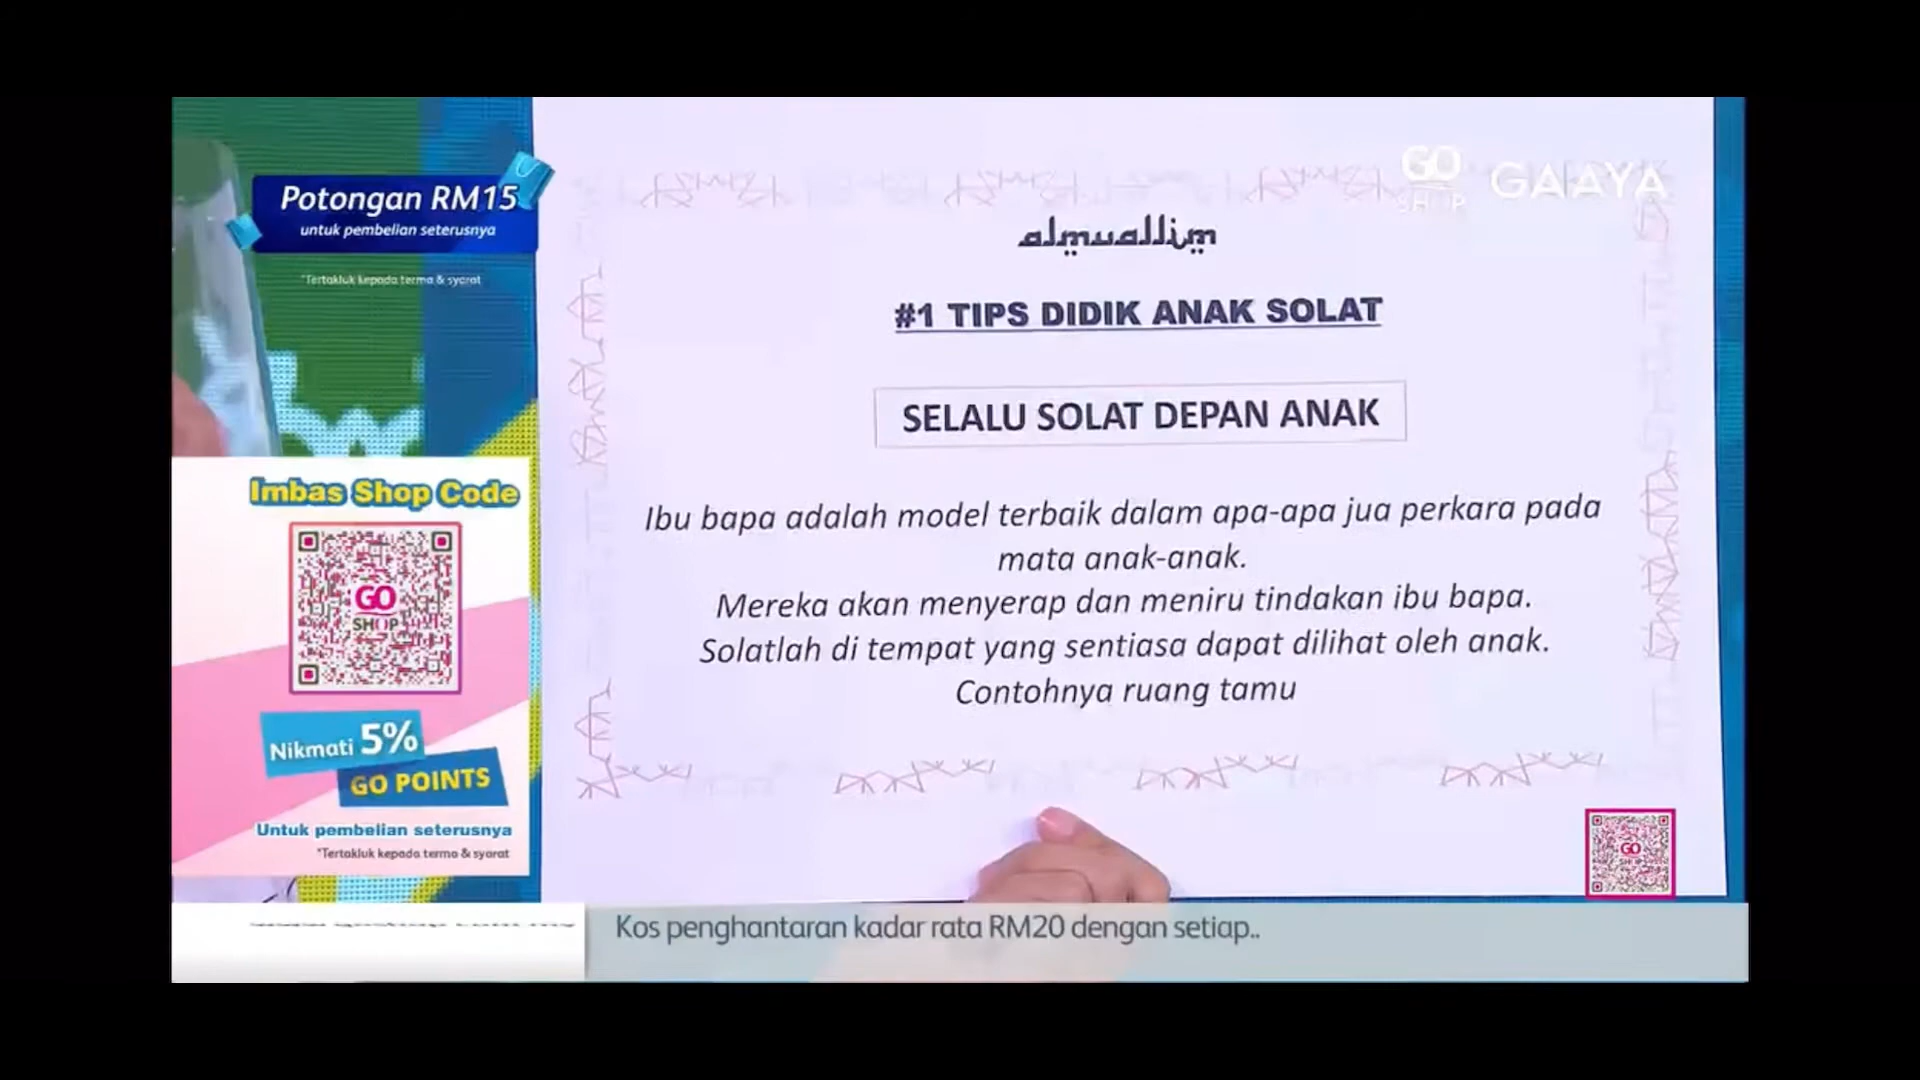 Potongan RM15
untuk pembelian seterusnya
*Tertakluk kepada terma & syarat
GO
SHOP
GAAYA
almuallim
#1 TIPS DIDIK ANAK SOLAT
SELALU SOLAT DEPAN ANAK
Ibu bapa adalah model terbaik dalam apa-apa jua perkara pada
mata anak-anak.
Mereka akan menyerap dan meniru tindakan ibu bapa.
Solatlah di tempat yang sentiasa dapat dilihat oleh anak.
Contohnya ruang tamu
Imbas Shop Code
GO
SHOP
Nikmati 5%
GO POINTS
Untuk pembelian seterusnya
*Tertakluk kepada terma & syarat
GO
SHOP
Kos penghantaran kadar rata RM20 dengan setiap..